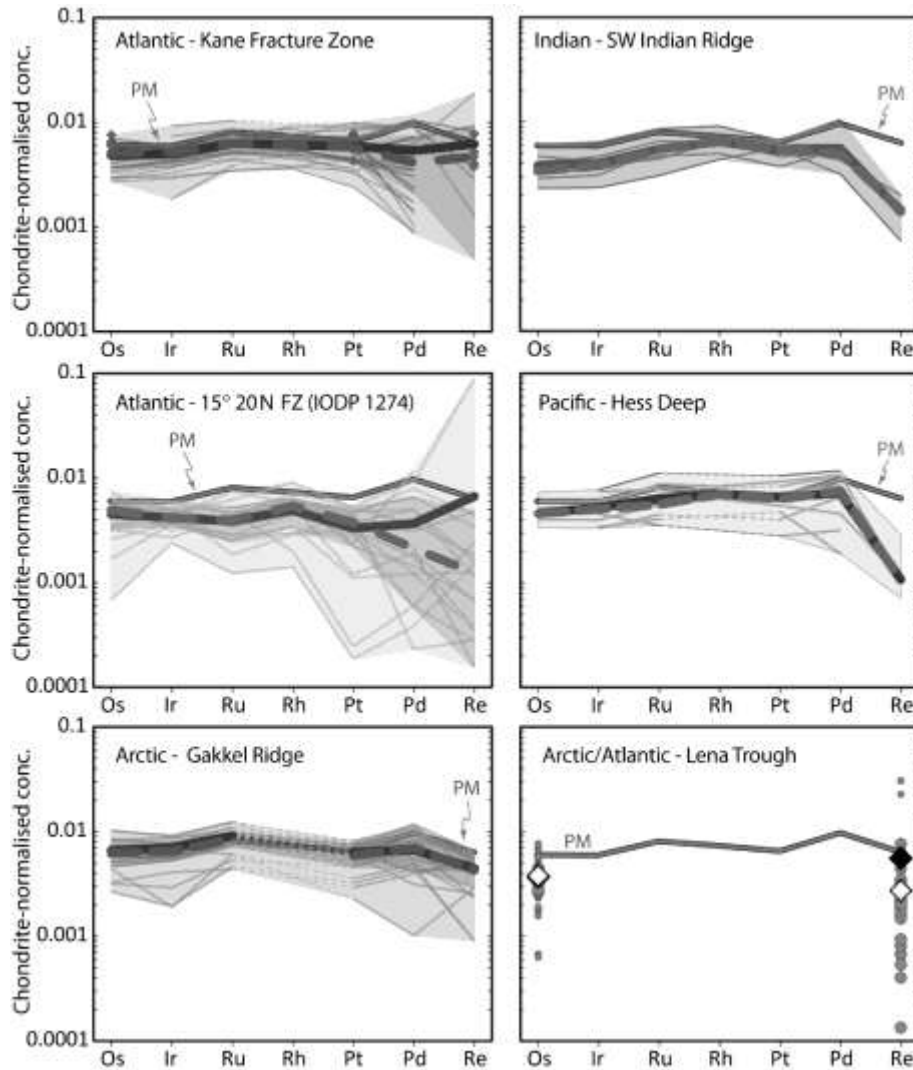 Chondrite-normalised conc.
0.1
0.01
0.001
0.0001
Atlantic - Kane Fracture Zone
PM
Os Ir Ru Rh Pt Pd Re
Indian - SW Indian Ridge
PM
Os Ir Ru Rh Pt Pd Re
Chondrite-normalised conc.
0.1
0.01
0.001
0.0001
Atlantic - 15° 20N FZ (IODP 1274)
PM
Os Ir Ru Rh Pt Pd Re
Pacific - Hess Deep
PM
Os Ir Ru Rh Pt Pd Re
Chondrite-normalised conc.
0.1
0.01
0.001
0.0001
Arctic - Gakkel Ridge
PM
Os Ir Ru Rh Pt Pd Re
Arctic/Atlantic - Lena Trough
PM
Os Ir Ru Rh Pt Pd Re